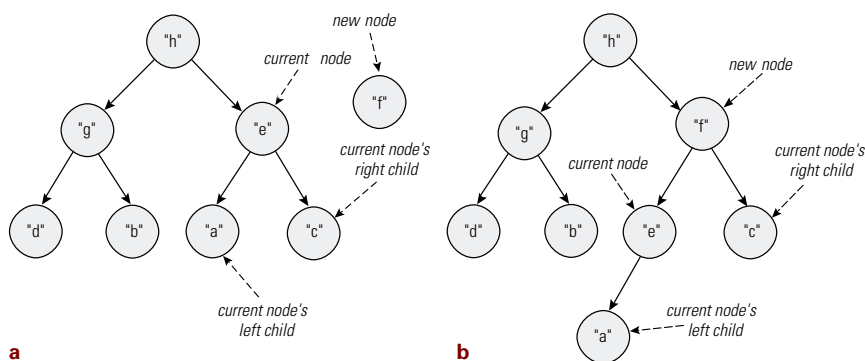 new node
"h"
current node
"f"
"g"
"e"
current node's
right child
"d"
"b"
"a"
"c"
current node's
left child
a
"h"
new node
"f"
"g"
current node
current node's
right child
"d"
"b"
"e"
"c"
current node's
left child
"a"
b